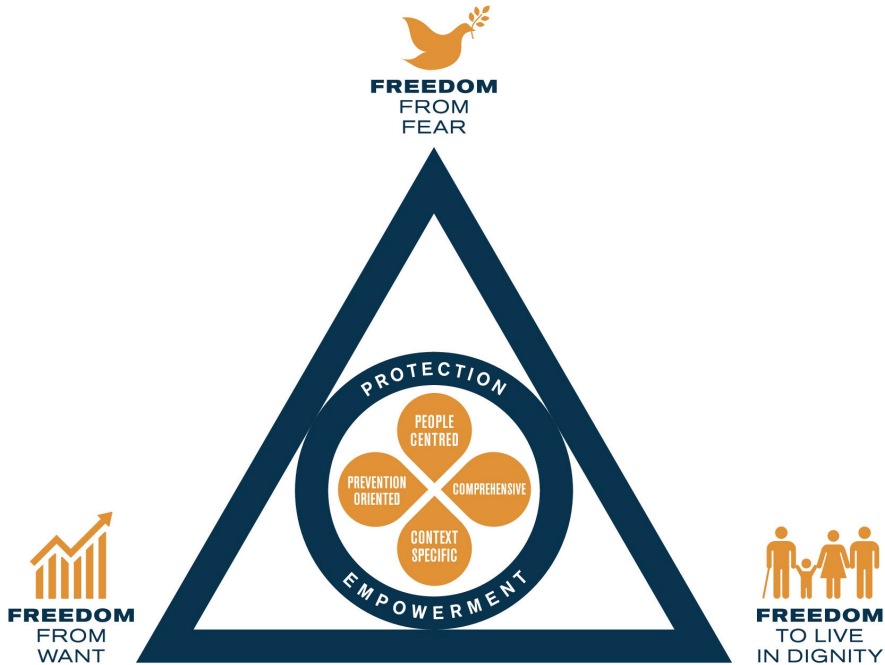 FREEDOM
FROM
FEAR
PROTECTION
PEOPLE
CENTRED
PREVENTION
ORIENTED
COMPREHENSIVE
CONTEXT
SPECIFIC
EMPOWERMENT
FREEDOM
FROM
WANT
FREEDOM
TO LIVE
IN DIGNITY